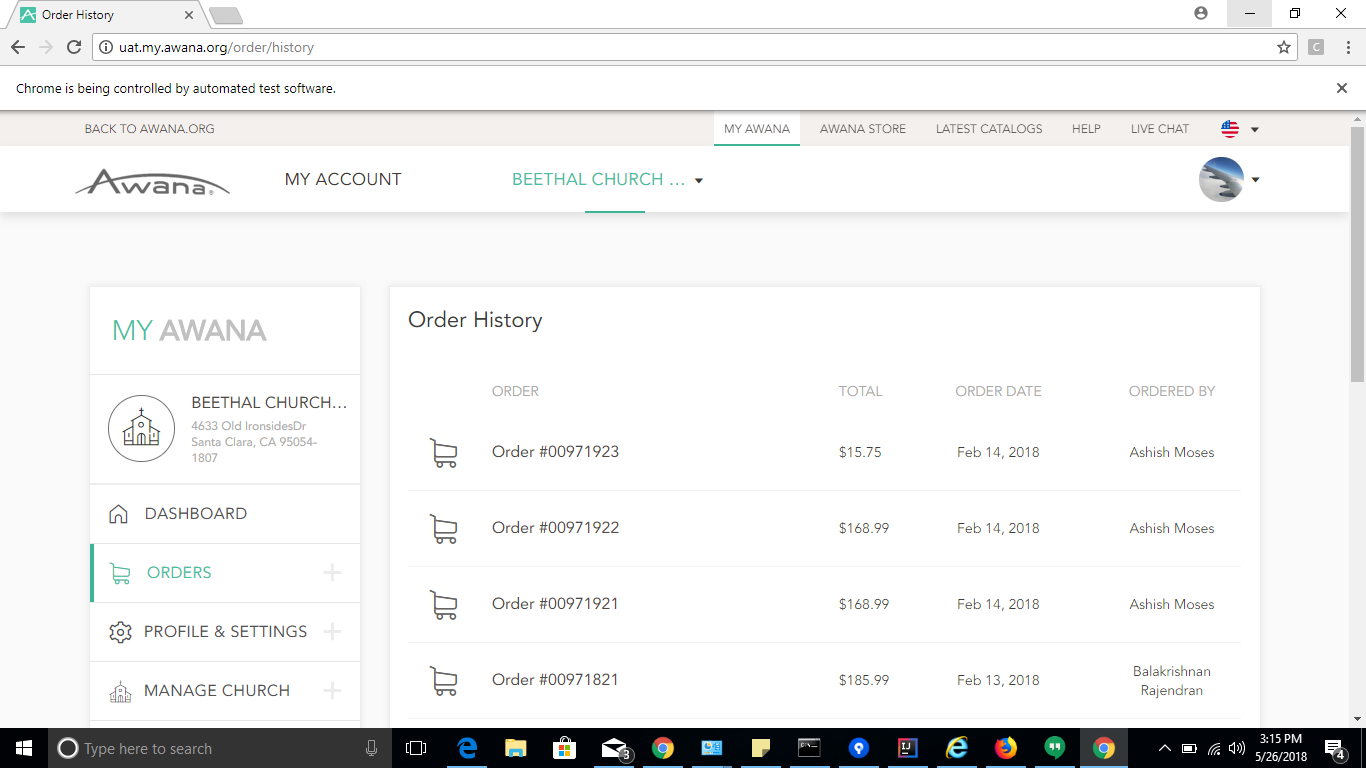 Order History
uat.my.awana.org/order/history
C
Chrome is being controlled by automated test software.
BACK TO AWANA.ORG
MY AWANA
AWANA STORE
LATEST CATALOGS
HELP
LIVE CHAT
Awana®
MY ACCOUNT
BEETHAL CHURCH ...
MY AWANA
BEETHAL CHURCH...
4633 Old IronsidesDr
Santa Clara, CA 95054-
1807
DASHBOARD
ORDERS
PROFILE & SETTINGS
MANAGE CHURCH
Order History
ORDER TOTAL ORDER DATE ORDERED BY
Order #00971923 $15.75 Feb 14, 2018 Ashish Moses
Order #00971922 $168.99 Feb 14, 2018 Ashish Moses
Order #00971921 $168.99 Feb 14, 2018 Ashish Moses
Order #00971821 $185.99 Feb 13, 2018 Balakrishnan
Rajendran
Type here to search
3
3:15 PM
5/26/2018
4